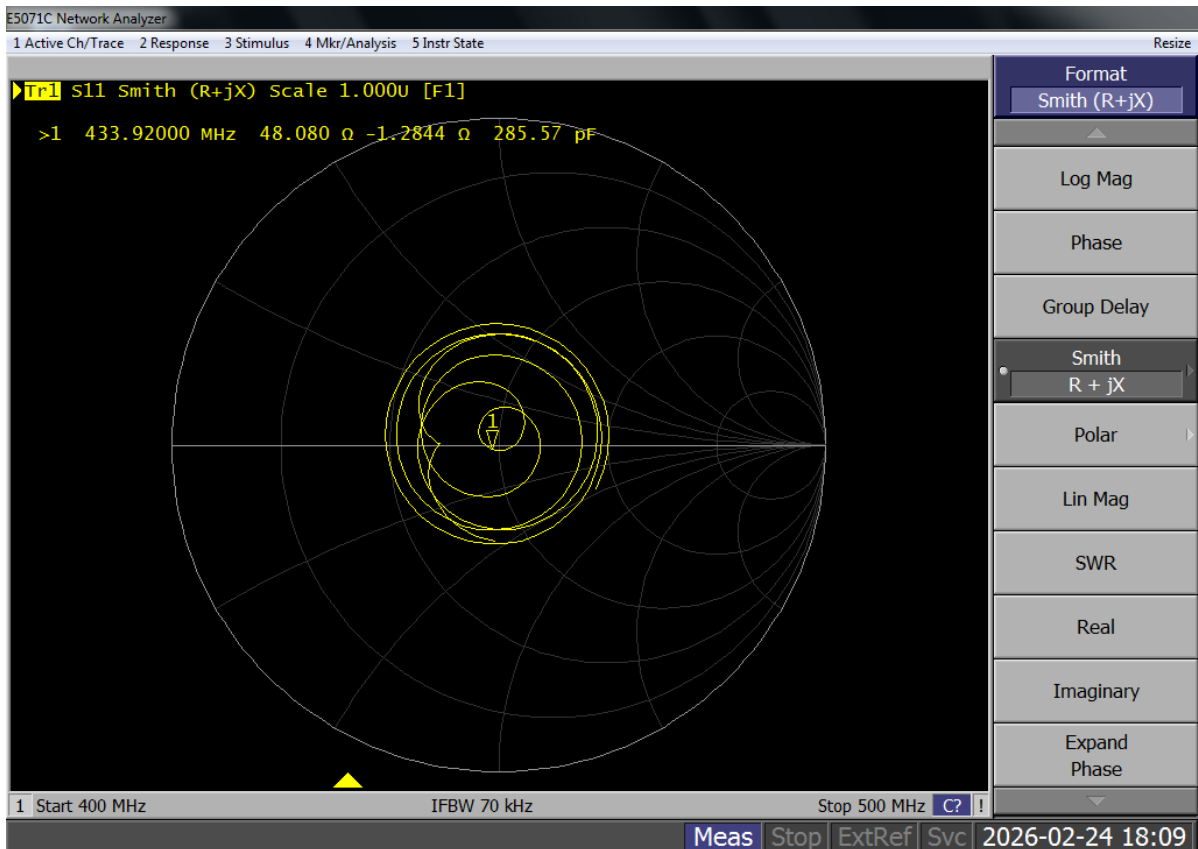 E5071C Network Analyzer
1 Active Ch/Trace 2 Response 3 Stimulus 4 Mkr/Analysis 5 Instr State Resize
Tr1 S11 Smith (R+jX) Scale 1.000U [F1]
>1 433.92000 MHz 48.080 Ω -1.2844 Ω 285.57 pF
1
Format
Smith (R+jX)
Log Mag
Phase
Group Delay
Smith
R + jX
Polar
Lin Mag
SWR
Real
Imaginary
Expand
Phase
1 Start 400 MHz IFBW 70 kHz Stop 500 MHz C? !
Meas Stop ExtRef Svc 2026-02-24 18:09